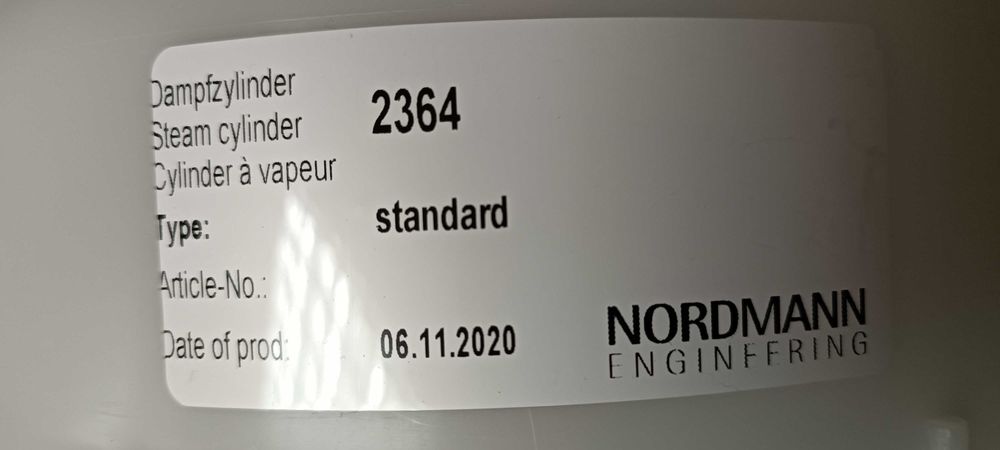 Dampfzylinder
Steam cylinder 2364
Cylinder à vapeur
Type: standard
Article-No.:
Date of prod: 06.11.2020
NORDMANN
ENGINEERING